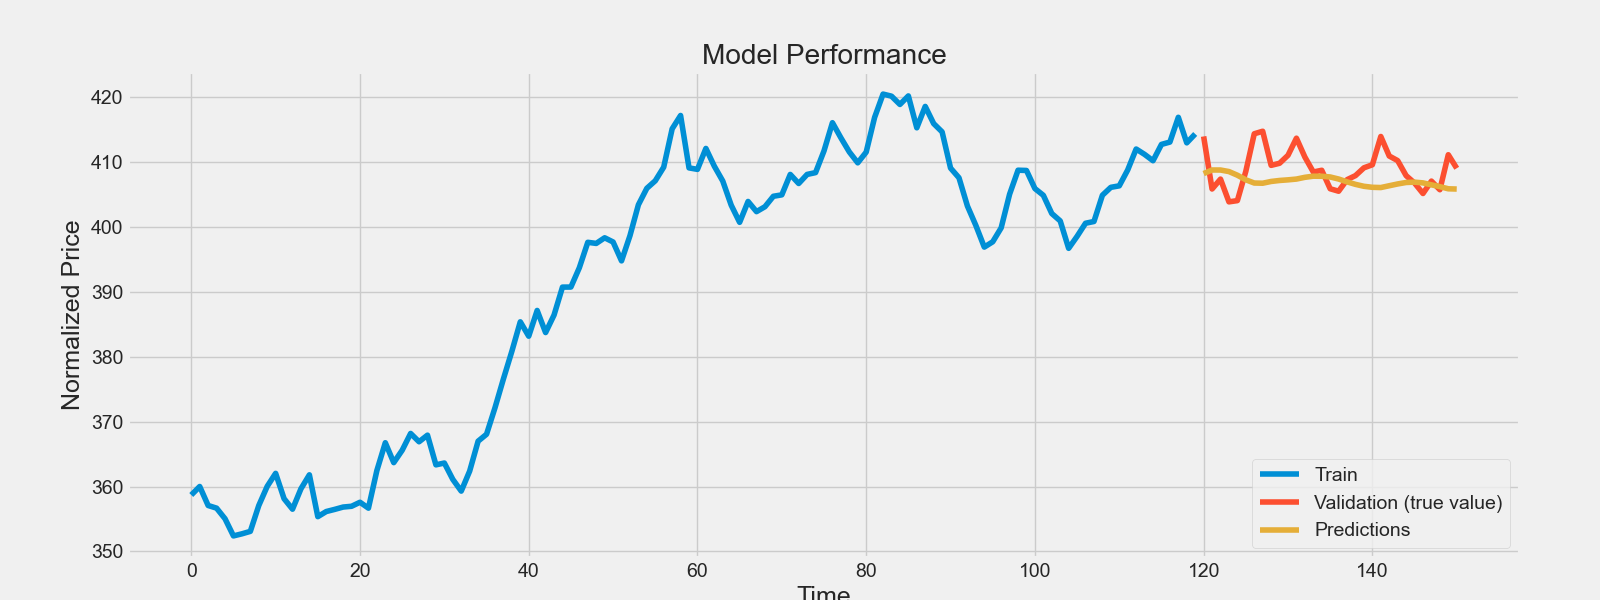 Model Performance
Normalized Price
420
410
400
390
380
370
360
350
0 20 40 60 80 100 120 140
Time
Train
Validation (true value)
Predictions